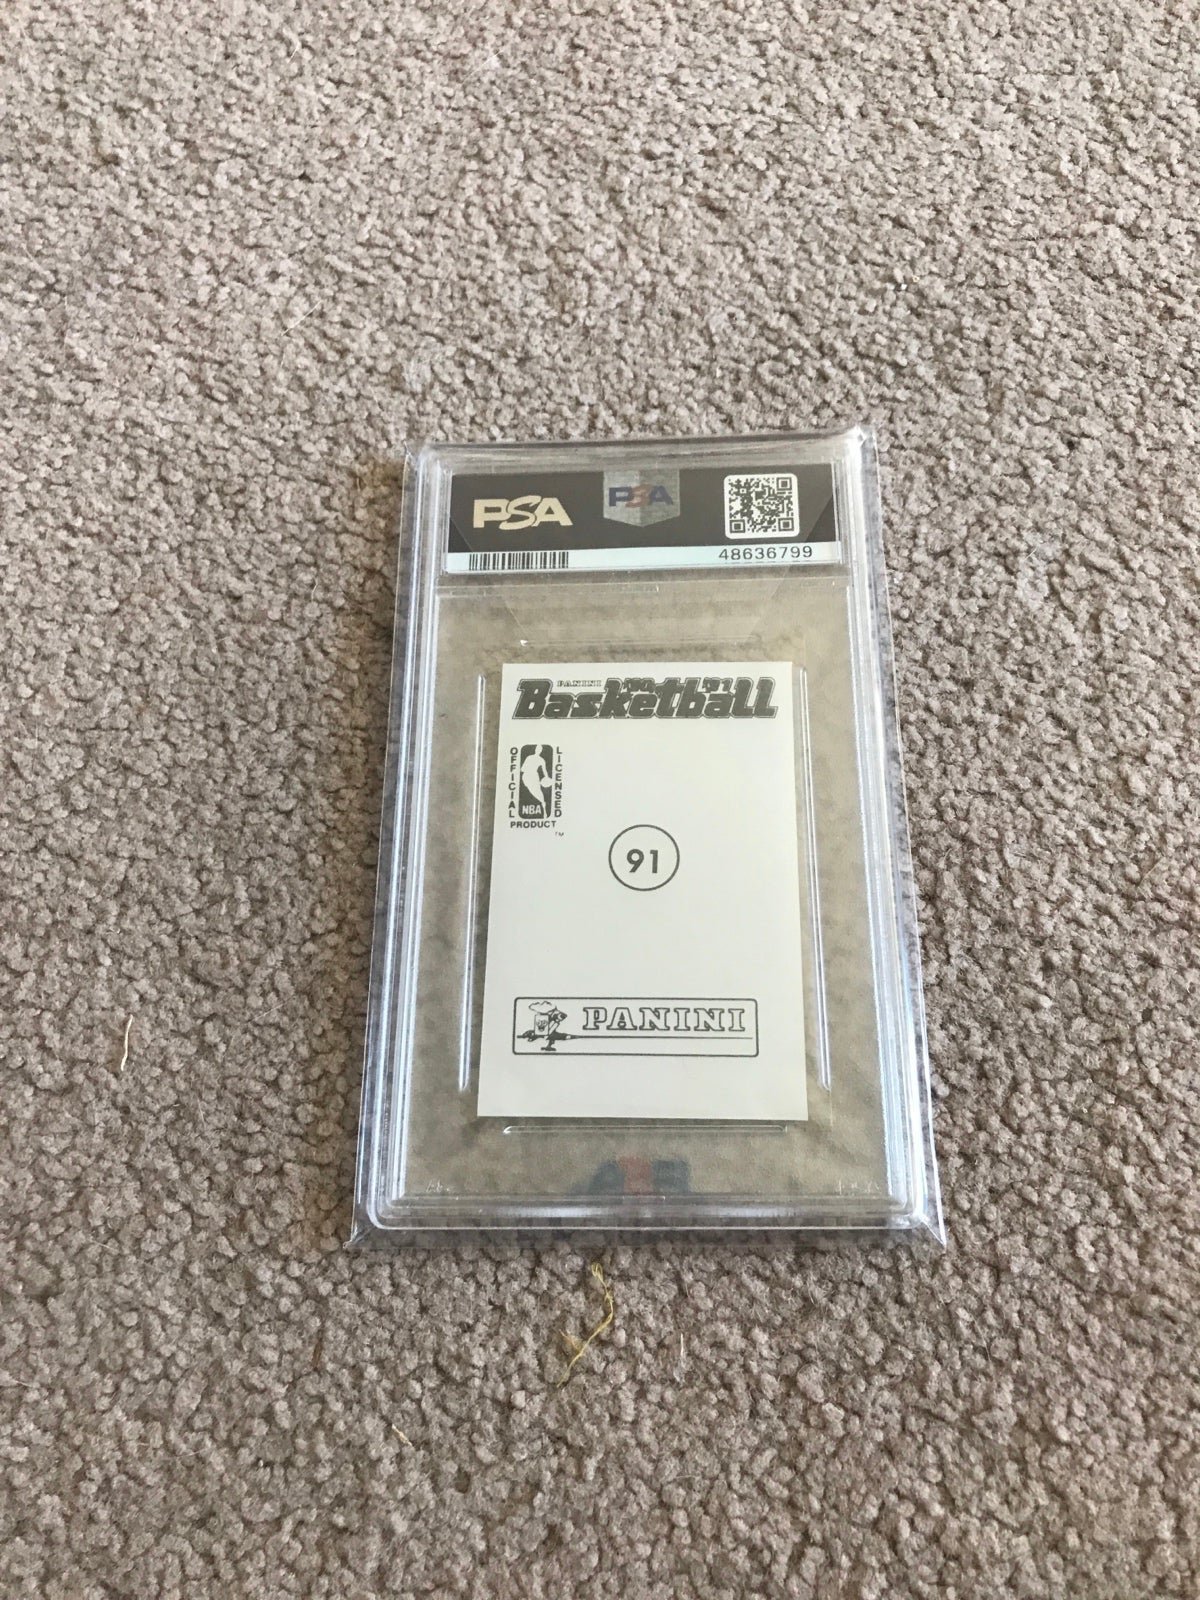 PSA
PSA
48636799
PANINI '90 '91
Basketball
OFFICIAL LICENSED
NBA
PRODUCT ™
91
PANINI